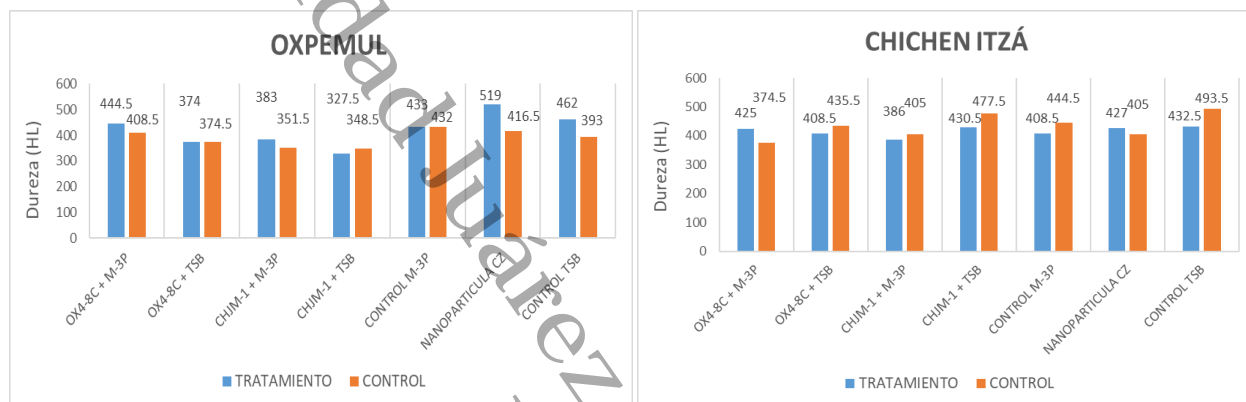 OXPEMUL
600
500
400
300
200
100
0
Dureza (HL)
444.5 408.5
374 374.5
383 351.5
327.5 348.5
433 432
519 416.5
462 393
OX4-8C + M-3P
OX4-8C + TSB
CHJM-1 + M-3P
CHJM-1 + TSB
CONTROL M-3P
NANOPARTICULA CZ
CONTROL TSB
TRATAMIENTO CONTROL
CHICHEN ITZÁ
600
500
400
300
200
100
0
Dureza (HL)
425 374.5
408.5 435.5
386 405
430.5 477.5
408.5 444.5
427 405
432.5 493.5
OX4-8C + M-3P
OX4-8C + TSB
CHJM-1 + M-3P
CHJM-1 + TSB
CONTROL M-3P
NANOPARTICULA CZ
CONTROL TSB
TRATAMIENTO CONTROL
dad Juárez